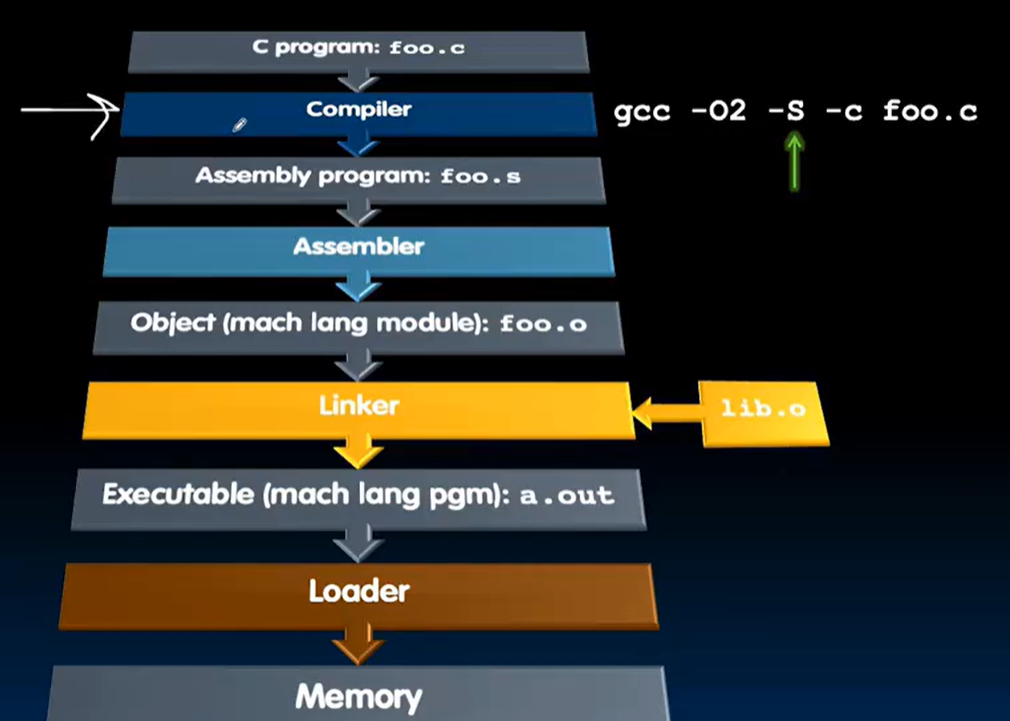 C program: foo.c
Compiler
gcc -O2 -S -c foo.c
Assembly program: foo.s
Assembler
Object (mach lang module): foo.o
Linker
lib.o
Executable (mach lang pgm): a.out
Loader
Memory